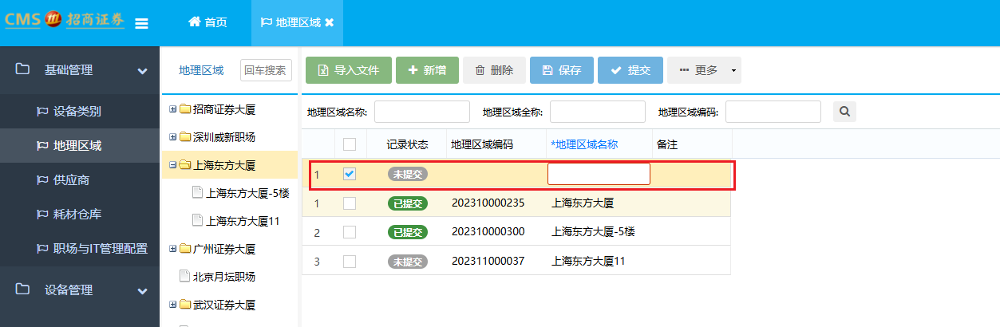 CMS 招商证券
首页
地理区域
基础管理
设备类别
地理区域
供应商
耗材仓库
职场与IT管理配置
设备管理
地理区域 回车搜索
招商证券大厦
深圳威新职场
上海东方大厦
上海东方大厦-5楼
上海东方大厦11
广州证券大厦
北京月坛职场
武汉证券大厦
导入文件 新增 删除 保存 提交 更多
地理区域名称: 地理区域全称: 地理区域编码:
记录状态 地理区域编码 *地理区域名称 备注
1 未提交
1 已提交 202310000235 上海东方大厦
2 已提交 202310000300 上海东方大厦-5楼
3 未提交 202311000037 上海东方大厦11